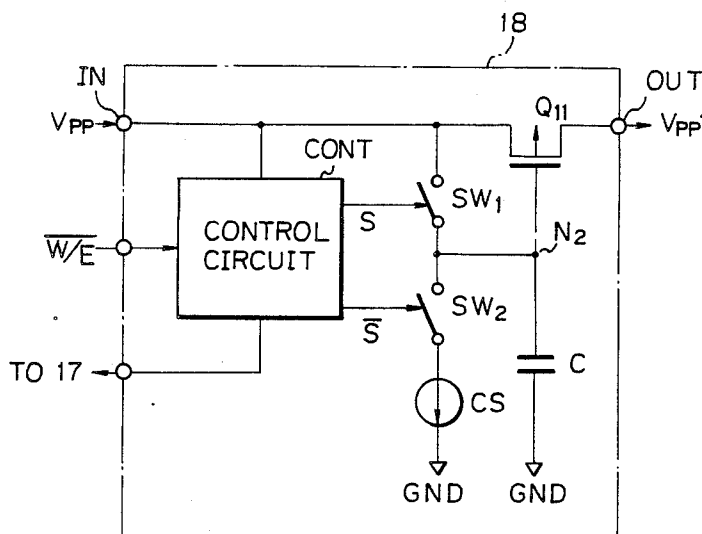 18
IN
OUT
VPP
Q11
VPP'
CONT
CONTROL
CIRCUIT
S
SW1
W/E
N2
S
SW2
TO 17
C
CS
GND
GND